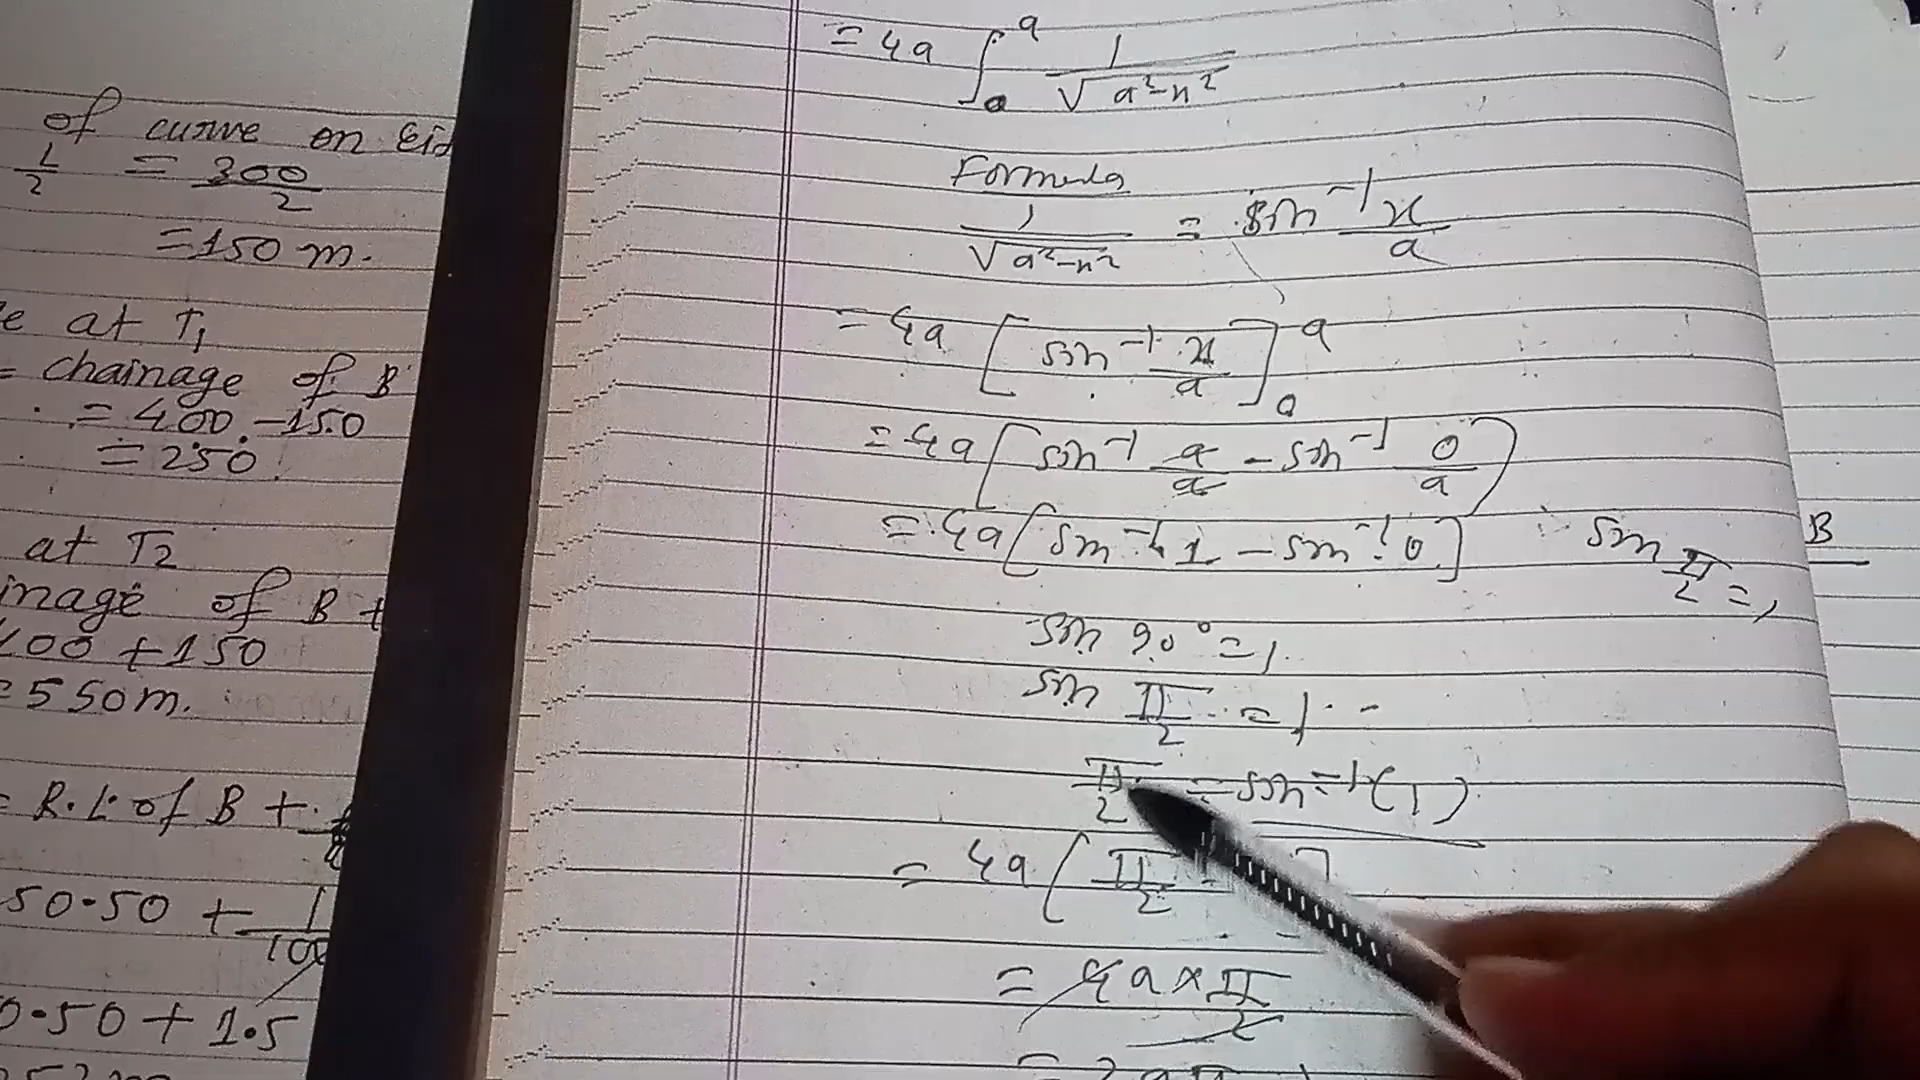 of curve on
L/2 = 300/2
= 150 m.
e at T1
= chainage of B
= 400 - 150
= 250
at T2
inage of B +
400 + 150
= 550m.
= R.L. of B +
50.50 + 1/100
0.50 + 1.5
= 4a ∫₀ᵃ 1/√(a²-x²)
Formula
1/√(a²-x²) = sin⁻¹ x/a
= 4a [sin⁻¹ x/a]₀ᵃ
= 4a [sin⁻¹ a/a - sin⁻¹ 0/a]
= 4a [sin⁻¹ 1 - sin⁻¹ 0]
sin π/2 = 1
B
sin 90° = 1.
sin π/2 = 1
π/2 = sin⁻¹(1)
= 4a [π/2 ]
= 4a × π/2
= 2aπ